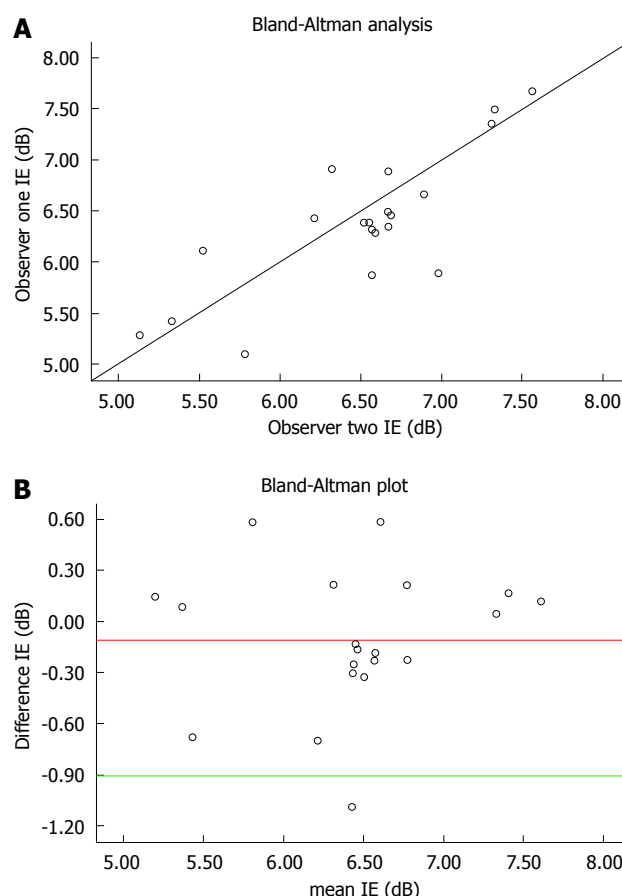 A
Bland-Altman analysis
8.00
7.50
7.00
6.50
6.00
5.50
5.00
Observer one IE (dB)
5.00 5.50 6.00 6.50 7.00 7.50 8.00
Observer two IE (dB)
B
Bland-Altman plot
0.60
0.30
0.00
-0.30
-0.60
-0.90
-1.20
Difference IE (dB)
5.00 5.50 6.00 6.50 7.00 7.50 8.00
mean IE (dB)